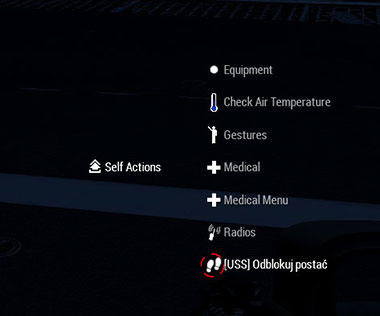 Equipment
Check Air Temperature
Gestures
Self Actions
Medical
Medical Menu
Radios
[USS] Odblokuj postać